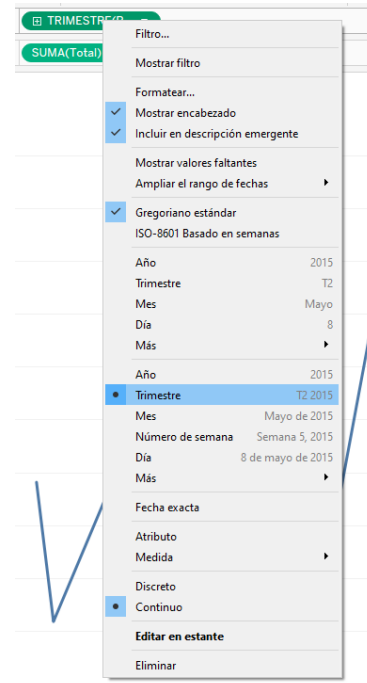 TRIMESTRE(
SUMA(Total)
Filtro...
Mostrar filtro
Formatear...
Mostrar encabezado
Incluir en descripción emergente
Mostrar valores faltantes
Ampliar el rango de fechas
Gregoriano estándar
ISO-8601 Basado en semanas
Año 2015
Trimestre T2
Mes Mayo
Día 8
Más
Año 2015
Trimestre T2 2015
Mes Mayo de 2015
Número de semana Semana 5, 2015
Día 8 de mayo de 2015
Más
Fecha exacta
Atributo
Medida
Discreto
Continuo
Editar en estante
Eliminar